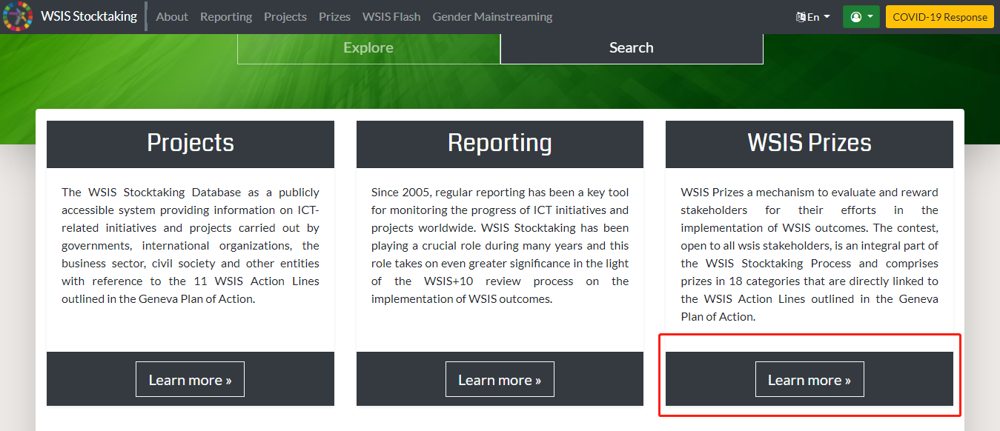 WSIS Stocktaking About Reporting Projects Prizes WSIS Flash Gender Mainstreaming En COVID-19 Response
Explore Search
Projects
The WSIS Stocktaking Database as a publicly
accessible system providing information on ICT-
related initiatives and projects carried out by
governments, international organizations, the
business sector, civil society and other entities
with reference to the 11 WSIS Action Lines
outlined in the Geneva Plan of Action.
Learn more »
Reporting
Since 2005, regular reporting has been a key tool
for monitoring the progress of ICT initiatives and
projects worldwide. WSIS Stocktaking has been
playing a crucial role during many years and this
role takes on even greater significance in the light
of the WSIS+10 review process on the
implementation of WSIS outcomes.
Learn more »
WSIS Prizes
WSIS Prizes a mechanism to evaluate and reward
stakeholders for their efforts in the
implementation of WSIS outcomes. The contest,
open to all wsis stakeholders, is an integral part of
the WSIS Stocktaking Process and comprises
prizes in 18 categories that are directly linked to
the WSIS Action Lines outlined in the Geneva
Plan of Action.
Learn more »